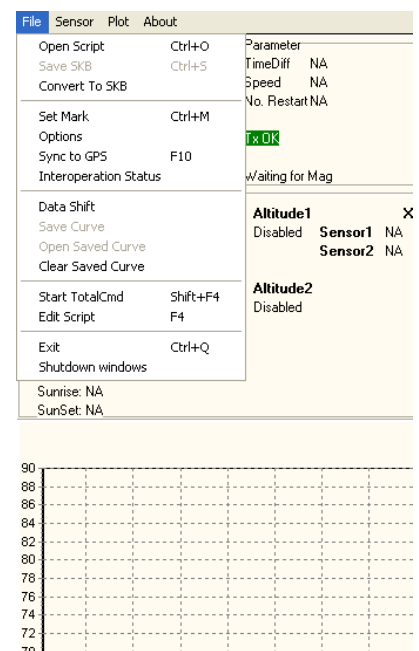 File Sensor Plot About
Open Script Ctrl+O
Save SKB Ctrl+S
Convert To SKB
Set Mark Ctrl+M
Options
Sync to GPS F10
Interoperation Status
Data Shift
Save Curve
Open Saved Curve
Clear Saved Curve
Start TotalCmd Shift+F4
Edit Script F4
Exit Ctrl+Q
Shutdown windows
Parameter
TimeDiff NA
Speed NA
No. Restart NA
Tx OK
Waiting for Mag
Altitude1 X
Disabled Sensor1 NA
Sensor2 NA
Altitude2
Disabled
Sunrise: NA
SunSet: NA
90
88
86
84
82
80
78
76
74
72
70